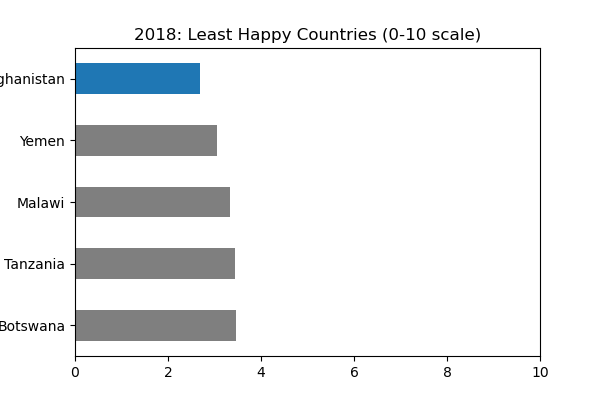 2018: Least Happy Countries (0-10 scale)
ghanistan
Yemen
Malawi
Tanzania
Botswana
0 2 4 6 8 10